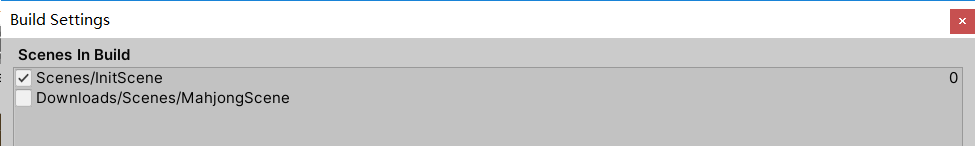 Build Settings
Scenes In Build
Scenes/InitScene 0
Downloads/Scenes/MahjongScene